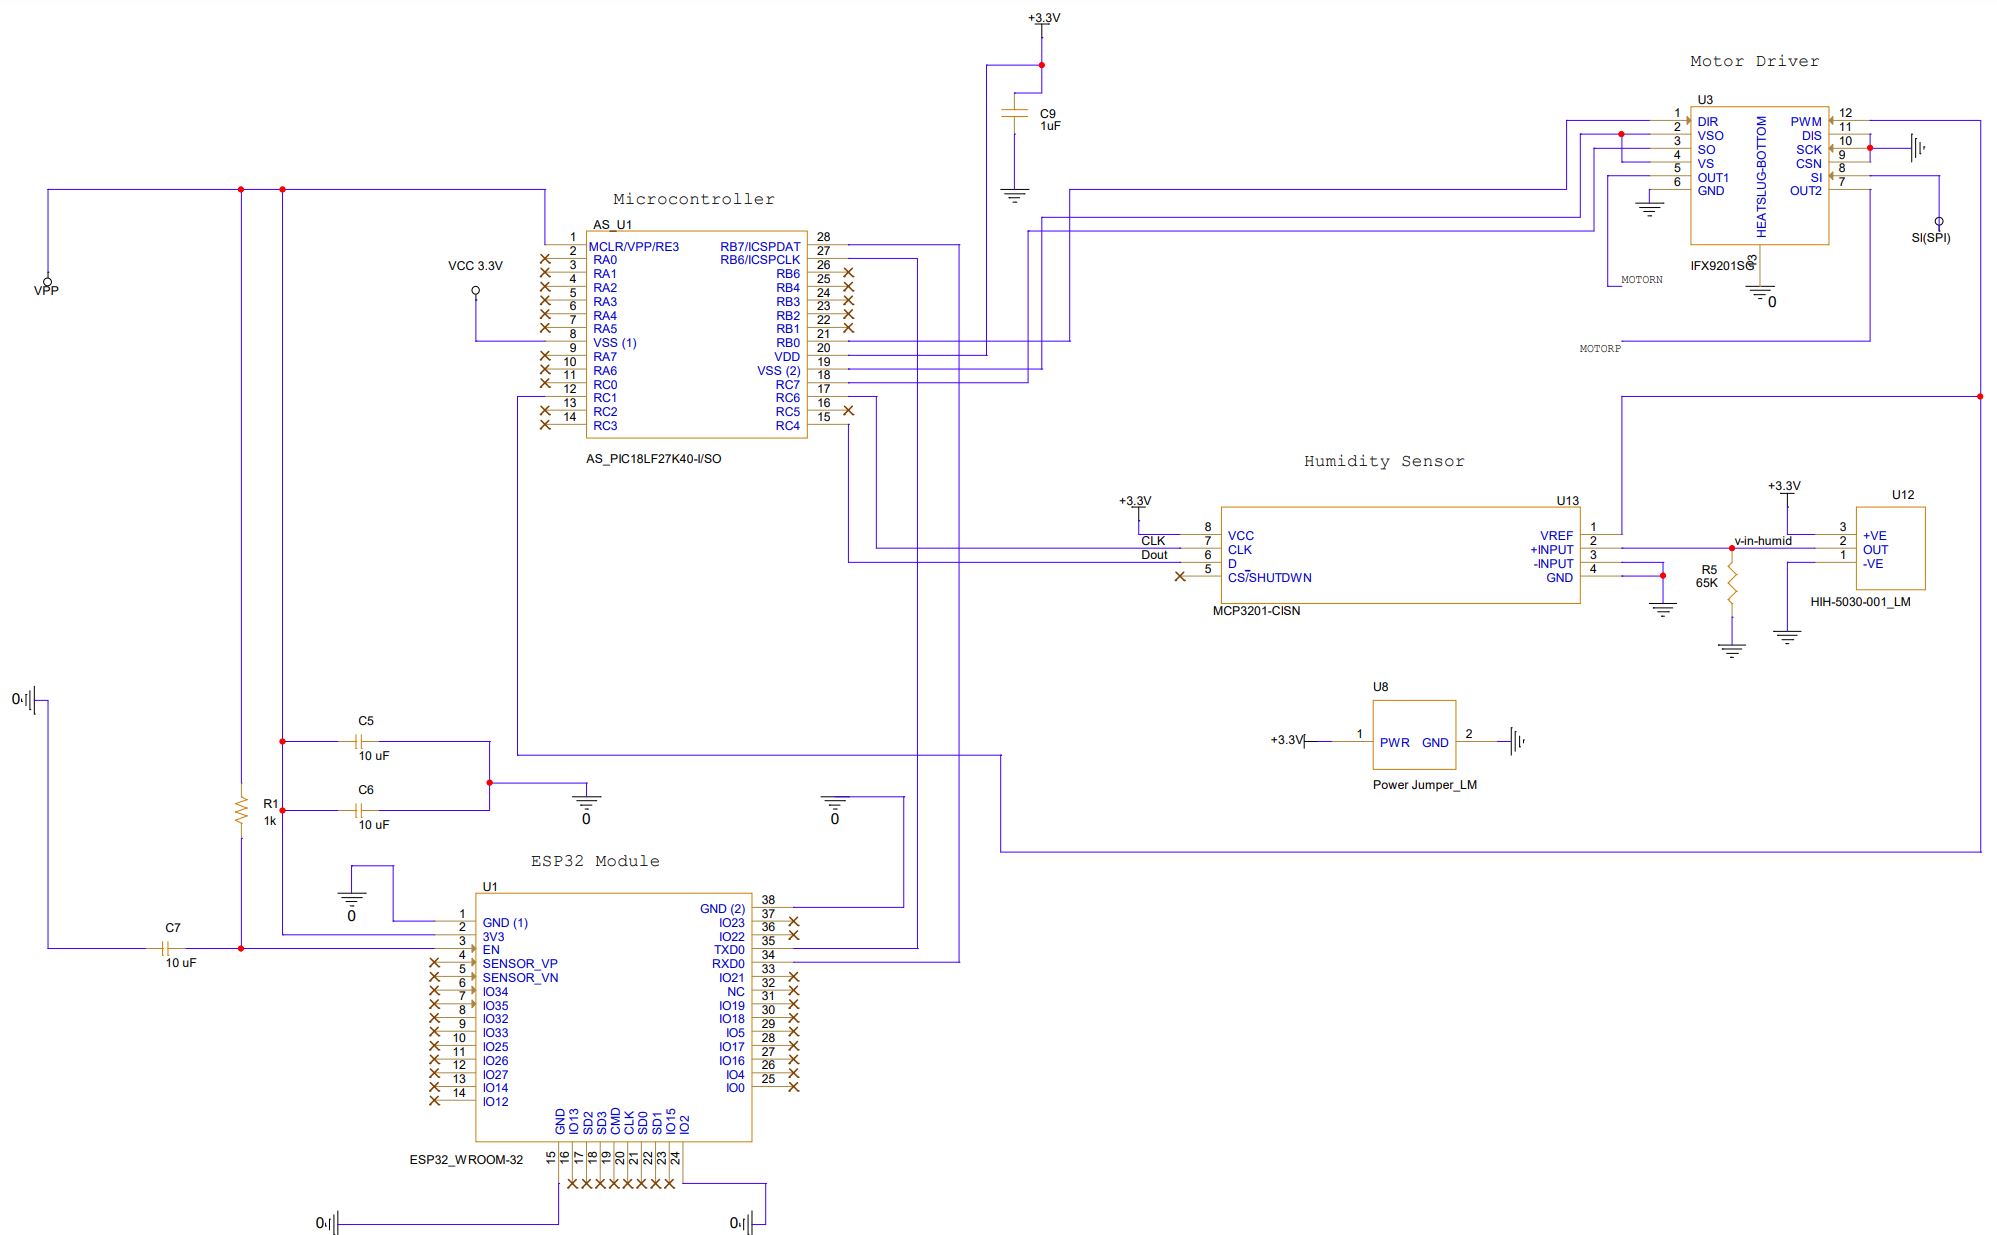 +3.3V
C9
1uF
Motor Driver
U3
1 DIR
2 VSO
3 SO
4 VS
5 OUT1
6 GND
HEATSLUG-BOTTOM
PWM 12
DIS 11
SCK 10
CSN 9
SI 8
OUT2 7
IFX9201SG
0
SI(SPI)
MOTORN
MOTORP
Microcontroller
AS_U1
1 MCLR/VPP/RE3
2 RA0
3 RA1
4 RA2
5 RA3
6 RA4
7 RA5
8 VSS (1)
9 RA7
10 RA6
11 RC0
12 RC1
13 RC2
14 RC3
RB7/ICSPDAT 28
RB6/ICSPCLK 27
RB6 26
RB4 25
RB3 24
RB2 23
RB1 22
RB0 21
VDD 20
VSS (2) 19
RC7 18
RC6 17
RC5 16
RC4 15
AS_PIC18LF27K40-I/SO
VCC 3.3V
VPP
Humidity Sensor
+3.3V
U13
CLK
Dout
8 VCC
7 CLK
6 D
5 CS/SHUTDWN
VREF 1
+INPUT 2
-INPUT 3
GND 4
MCP3201-CISN
+3.3V
v-in-humid
R5
65K
U12
3 +VE
2 OUT
1 -VE
HIH-5030-001_LM
U8
+3.3V
1 PWR GND 2
Power Jumper_LM
0
C5
10 uF
C6
10 uF
R1
1k
0
0
0
C7
10 uF
ESP32 Module
U1
1 GND (1)
2 3V3
3 EN
4 SENSOR_VP
5 SENSOR_VN
6 IO34
7 IO35
8 IO32
9 IO33
10 IO25
11 IO26
12 IO27
13 IO14
14 IO12
GND (2) 38
IO23 37
IO22 36
TXD0 35
RXD0 34
IO21 33
NC 32
IO19 31
IO18 30
IO5 29
IO17 28
IO16 27
IO4 26
IO0 25
GND IO13 SD2 SD3 CMD CLK SD0 SD1 IO15 IO2
15 16 17 18 19 20 21 22 23 24
ESP32_WROOM-32
0
0